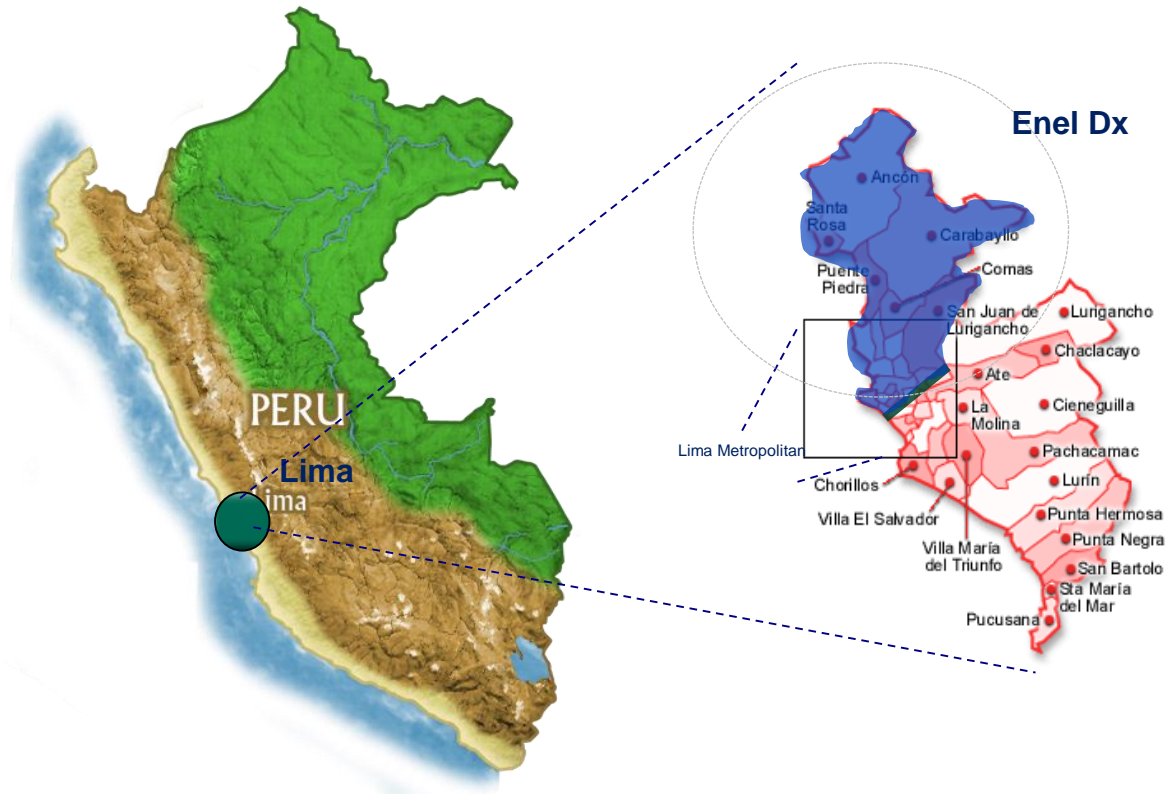 PERU
Lima
Lima
Enel Dx
Ancón
Santa
Rosa
Carabayllo
Puente
Piedra
Comas
San Juan de
Lurigancho
Lurigancho
Chaclacayo
Ate
La
Molina
Cieneguilla
Lima Metropolitan
Pachacamac
Chorillos
Lurín
Villa El Salvador
Punta Hermosa
Villa María
del Triunfo
Punta Negra
San Bartolo
Sta María
del Mar
Pucusana